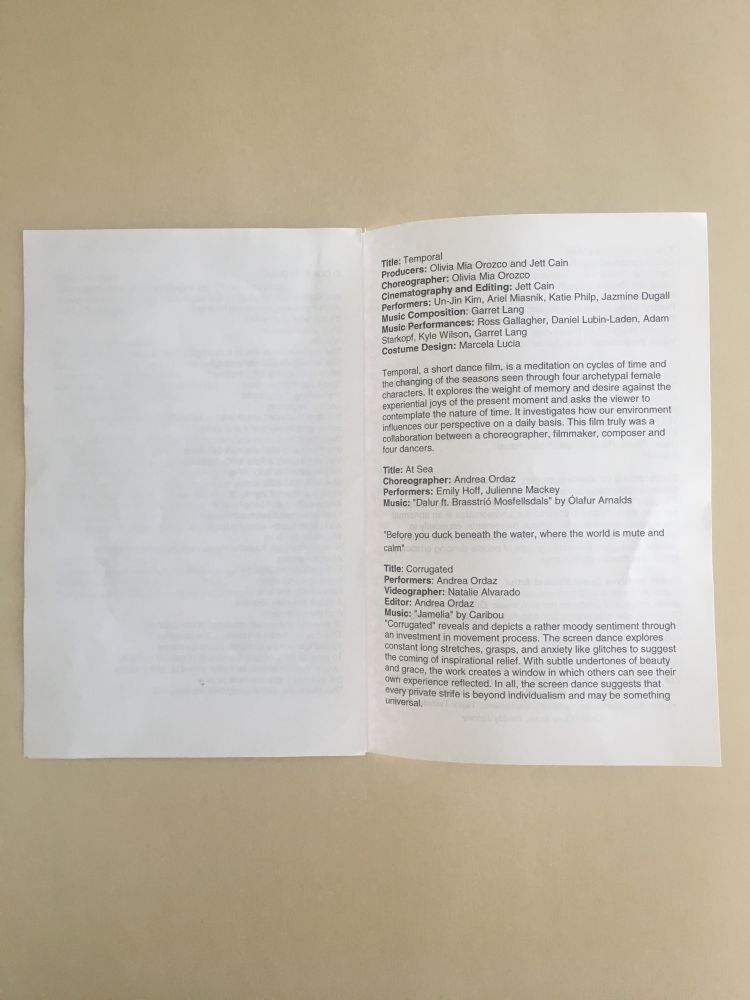 Title: Temporal
Producers: Olivia Mia Orozco and Jett Cain
Choreographer: Olivia Mia Orozco
Cinematography and Editing: Jett Cain
Performers: Un-Jin Kim, Ariel Miasnik, Katie Philp, Jazmine Dugall
Music Composition: Garret Lang
Music Performances: Ross Gallagher, Daniel Lubin-Laden, Adam
Starkopf, Kyle Wilson, Garret Lang
Costume Design: Marcela Lucia
Temporal, a short dance film, is a meditation on cycles of time and
the changing of the seasons seen through four archetypal female
characters. It explores the weight of memory and desire against the
experiential joys of the present moment and asks the viewer to
contemplate the nature of time. It investigates how our environment
influences our perspective on a daily basis. This film truly was a
collaboration between a choreographer, filmmaker, composer and
four dancers.
Title: At Sea
Choreographer: Andrea Ordaz
Performers: Emily Hoff, Julienne Mackey
Music: "Dalur ft. Brasstríó Mosfellsdals" by Ólafur Arnalds
"Before you duck beneath the water, where the world is mute and
calm"
Title: Corrugated
Performers: Andrea Ordaz
Videographer: Natalie Alvarado
Editor: Andrea Ordaz
Music: "Jamelia" by Caribou
"Corrugated" reveals and depicts a rather moody sentiment through
an investment in movement process. The screen dance explores
constant long stretches, grasps, and anxiety like glitches to suggest
the coming of inspirational relief. With subtle undertones of beauty
and grace, the work creates a window in which others can see their
own experience reflected. In all, the screen dance suggests that
every private strife is beyond individualism and may be something
universal.